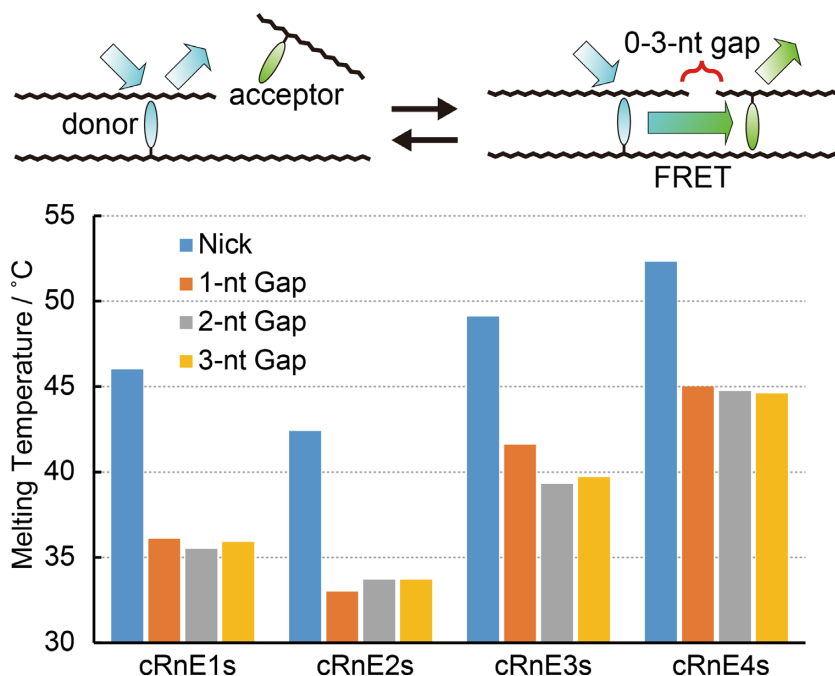 0-3-nt gap
acceptor
donor
FRET
Melting Temperature / ˚C
55
50
45
40
35
30
Nick
1-nt Gap
2-nt Gap
3-nt Gap
cRnE1s
cRnE2s
cRnE3s
cRnE4s